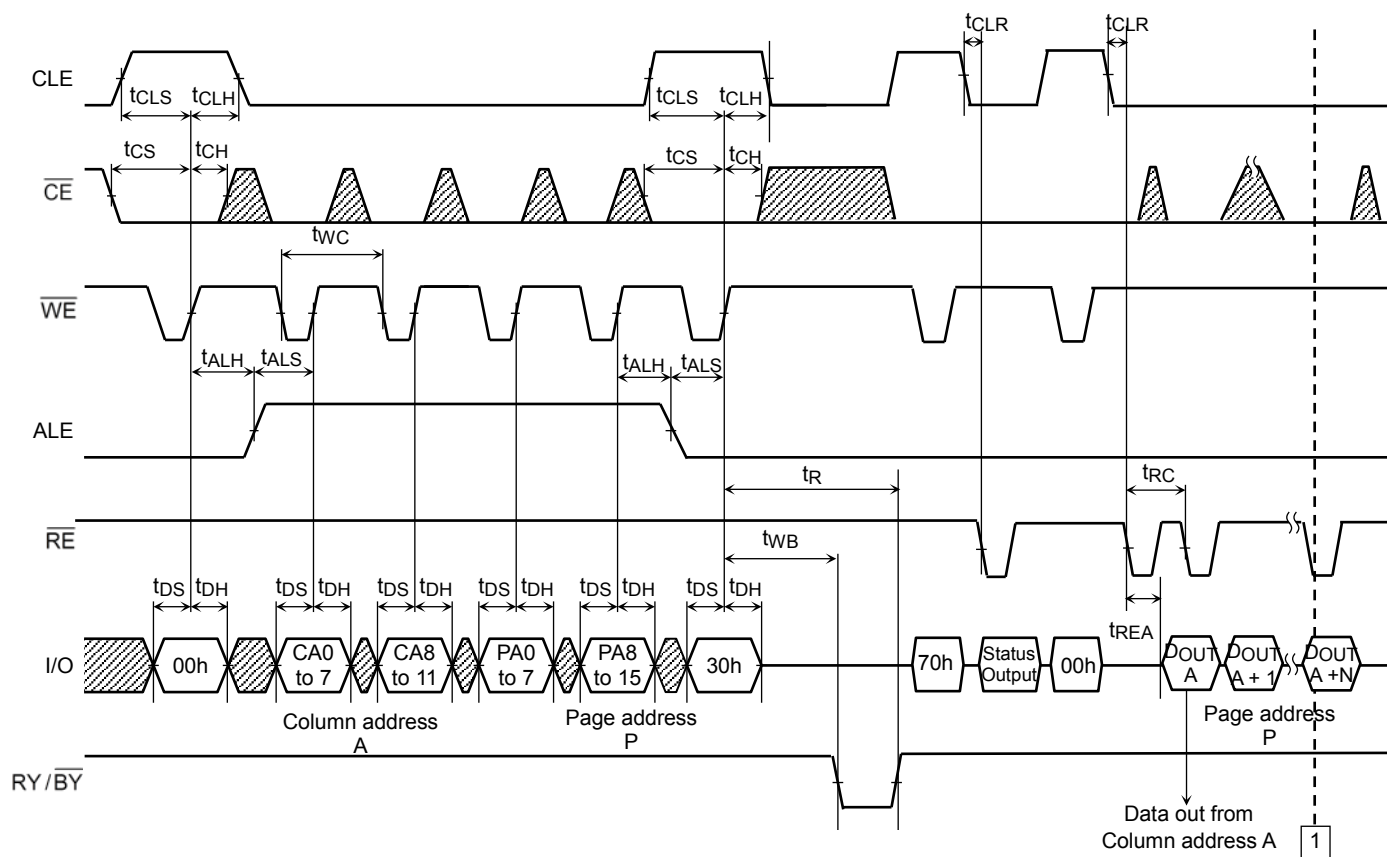 tCLR tCLR
CLE
tCLS tCLH tCLS tCLH
tCS tCH tCS tCH
CE
tWC
WE
tALH tALS tALH tALS
ALE
tR tRC
RE
tWB
tDS tDH tDS tDH tDS tDH tDS tDH tDS tDH tDS tDH
tREA
I/O
00h
CA0 to 7
CA8 to 11
PA0 to 7
PA8 to 15
30h
70h
Status Output
00h
DOUT A
DOUT A + 1
DOUT A +N
Column address
A
Page address
P
Page address
P
RY / BY
Data out from
Column address A
1